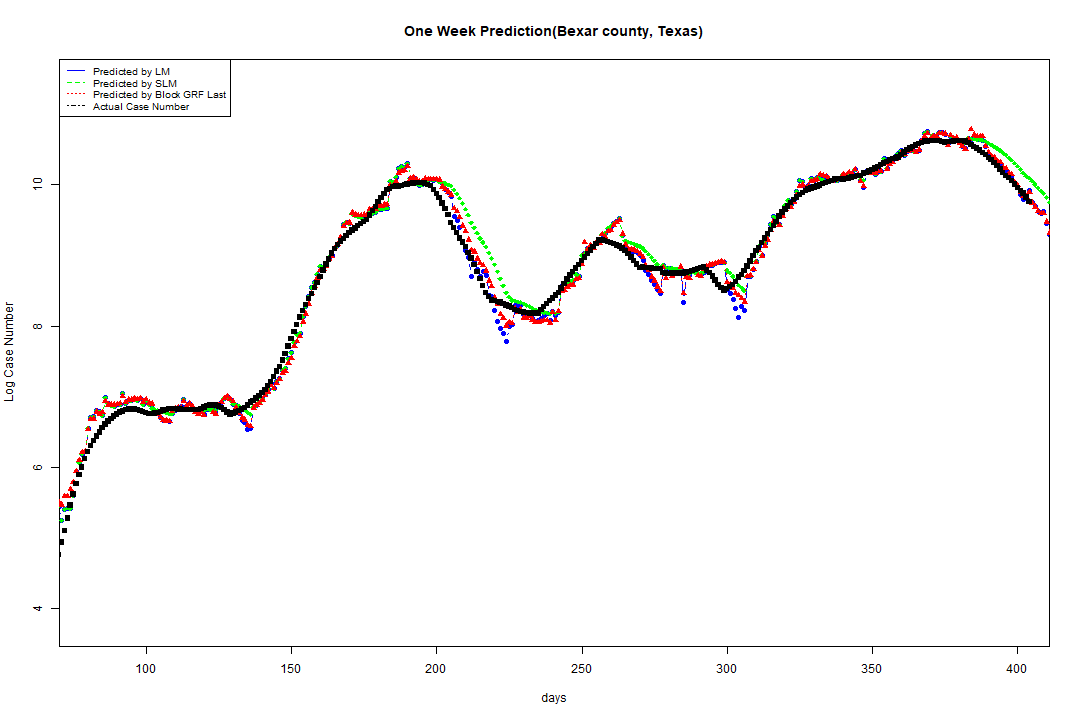 One Week Prediction(Bexar county, Texas)
Predicted by LM
Predicted by SLM
Predicted by Block GRF Last
Actual Case Number
Log Case Number
10
8
6
4
100 150 200 250 300 350 400
days